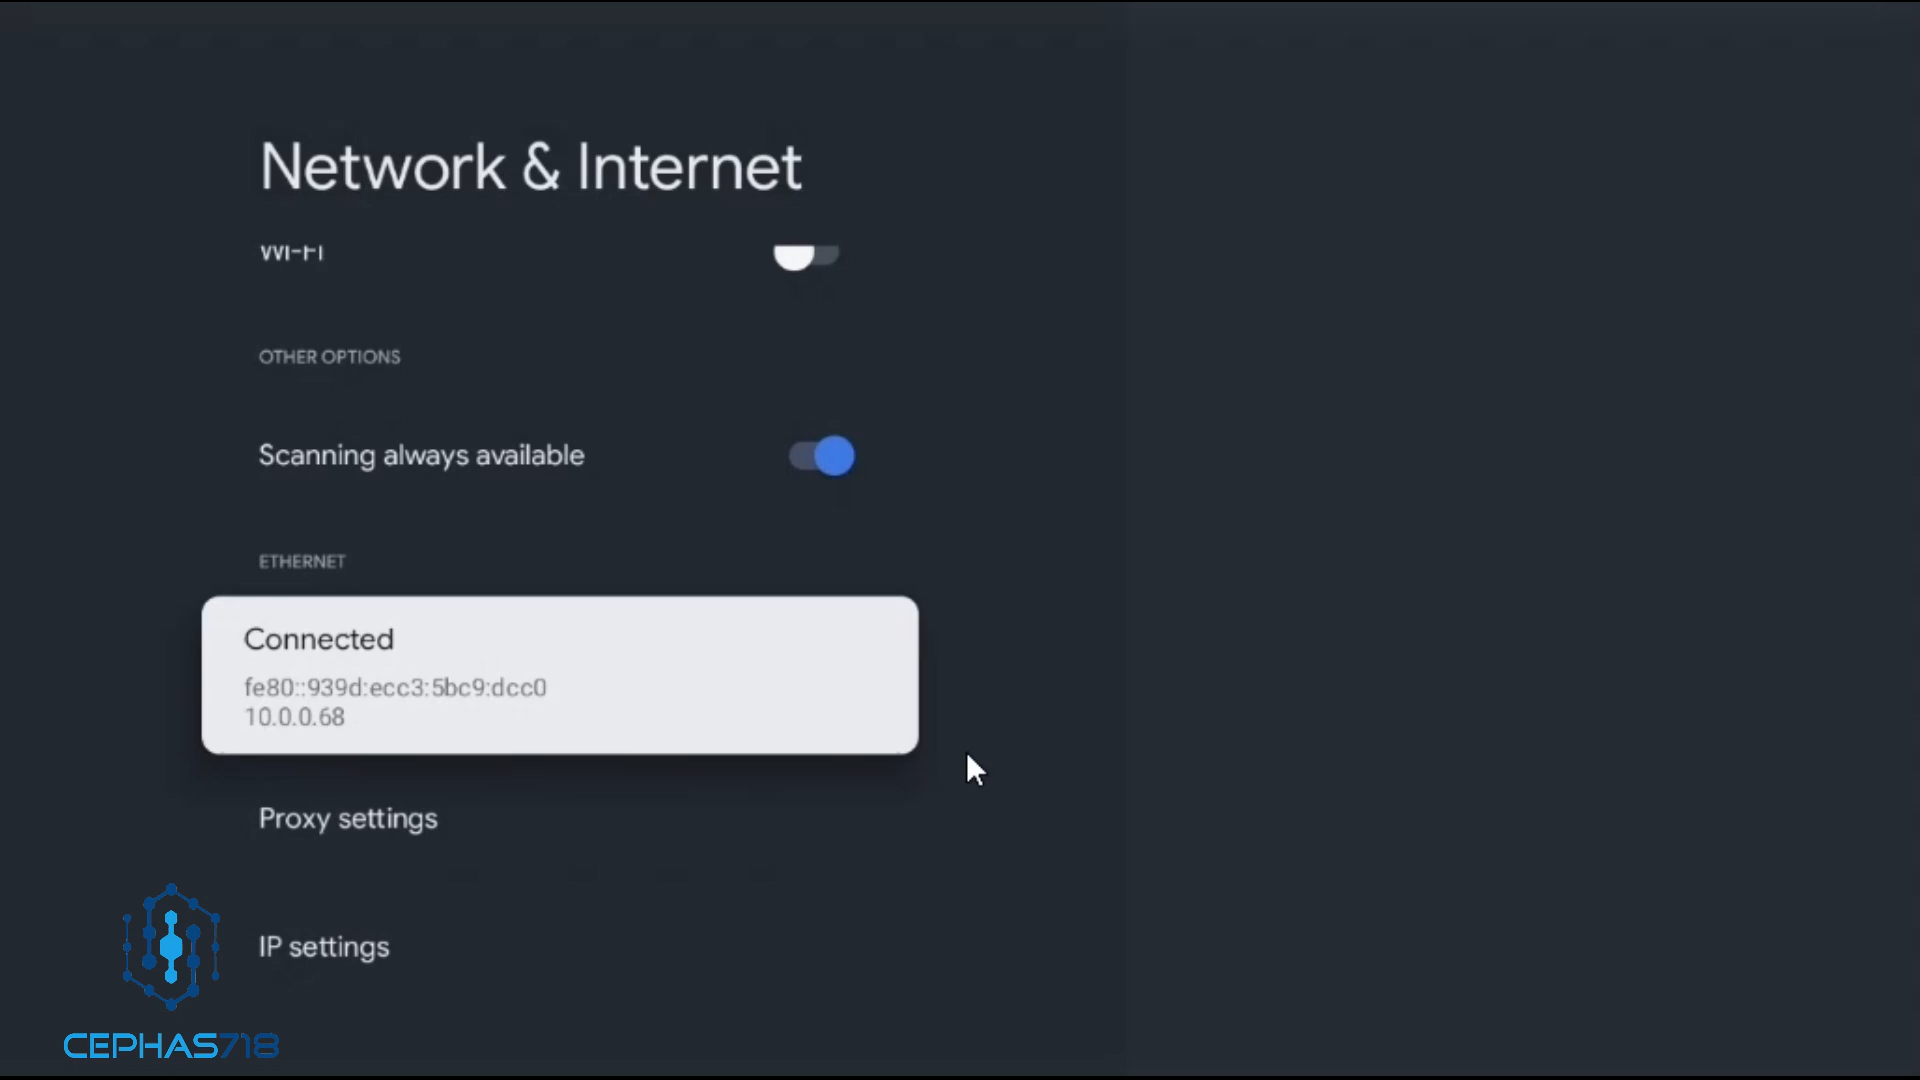 Network & Internet
Wi-Fi
OTHER OPTIONS
Scanning always available
ETHERNET
Connected
fe80::939d:ecc3:5bc9:dcc0
10.0.0.68
Proxy settings
IP settings
CEPHAS718